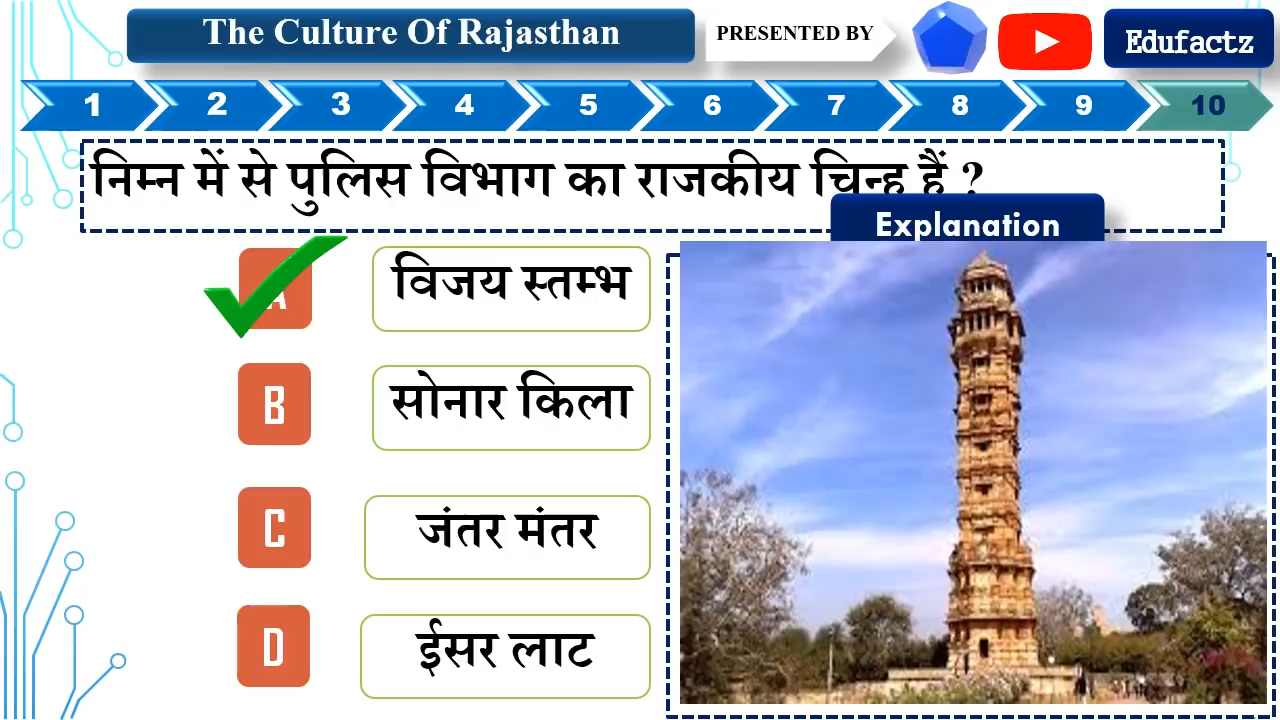 The Culture Of Rajasthan
PRESENTED BY
Edufactz
1 2 3 4 5 6 7 8 9 10
निम्न में से पुलिस विभाग का राजकीय चिन्ह हैं ?
Explanation
A विजय स्तम्भ
B सोनार किला
C जंतर मंतर
D ईसर लाट